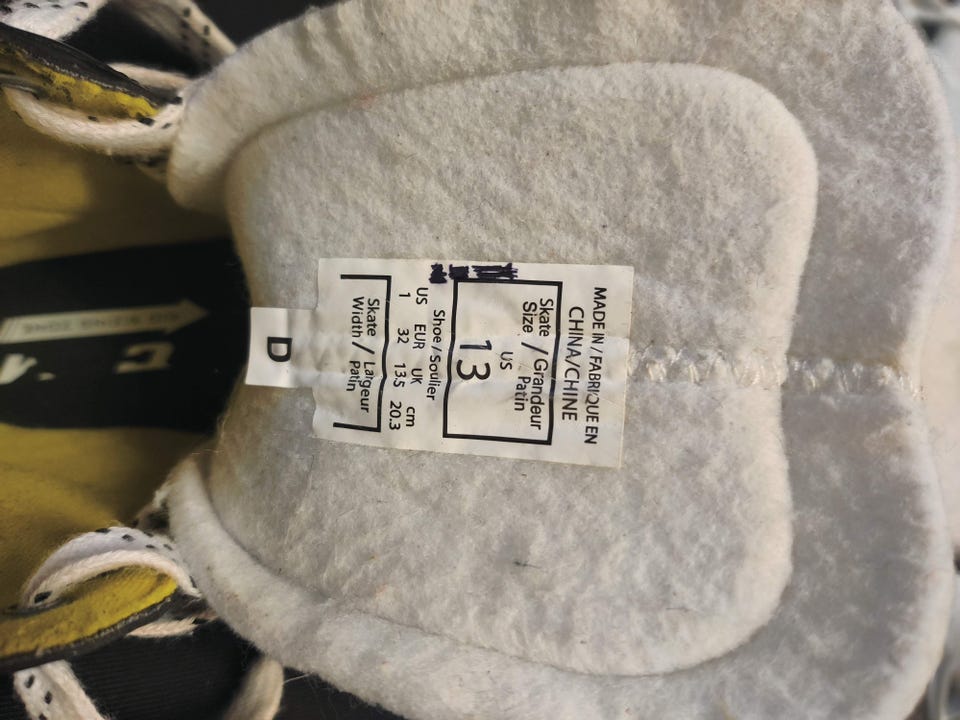 MADE IN / FABRIQUE EN
CHINA/CHINE
Skate / Grandeur
Size Patin
US
13
Shoe / Soulier
US EUR UK cm
1 32 13.5 20.3
Skate / Largeur
Width Patin
D